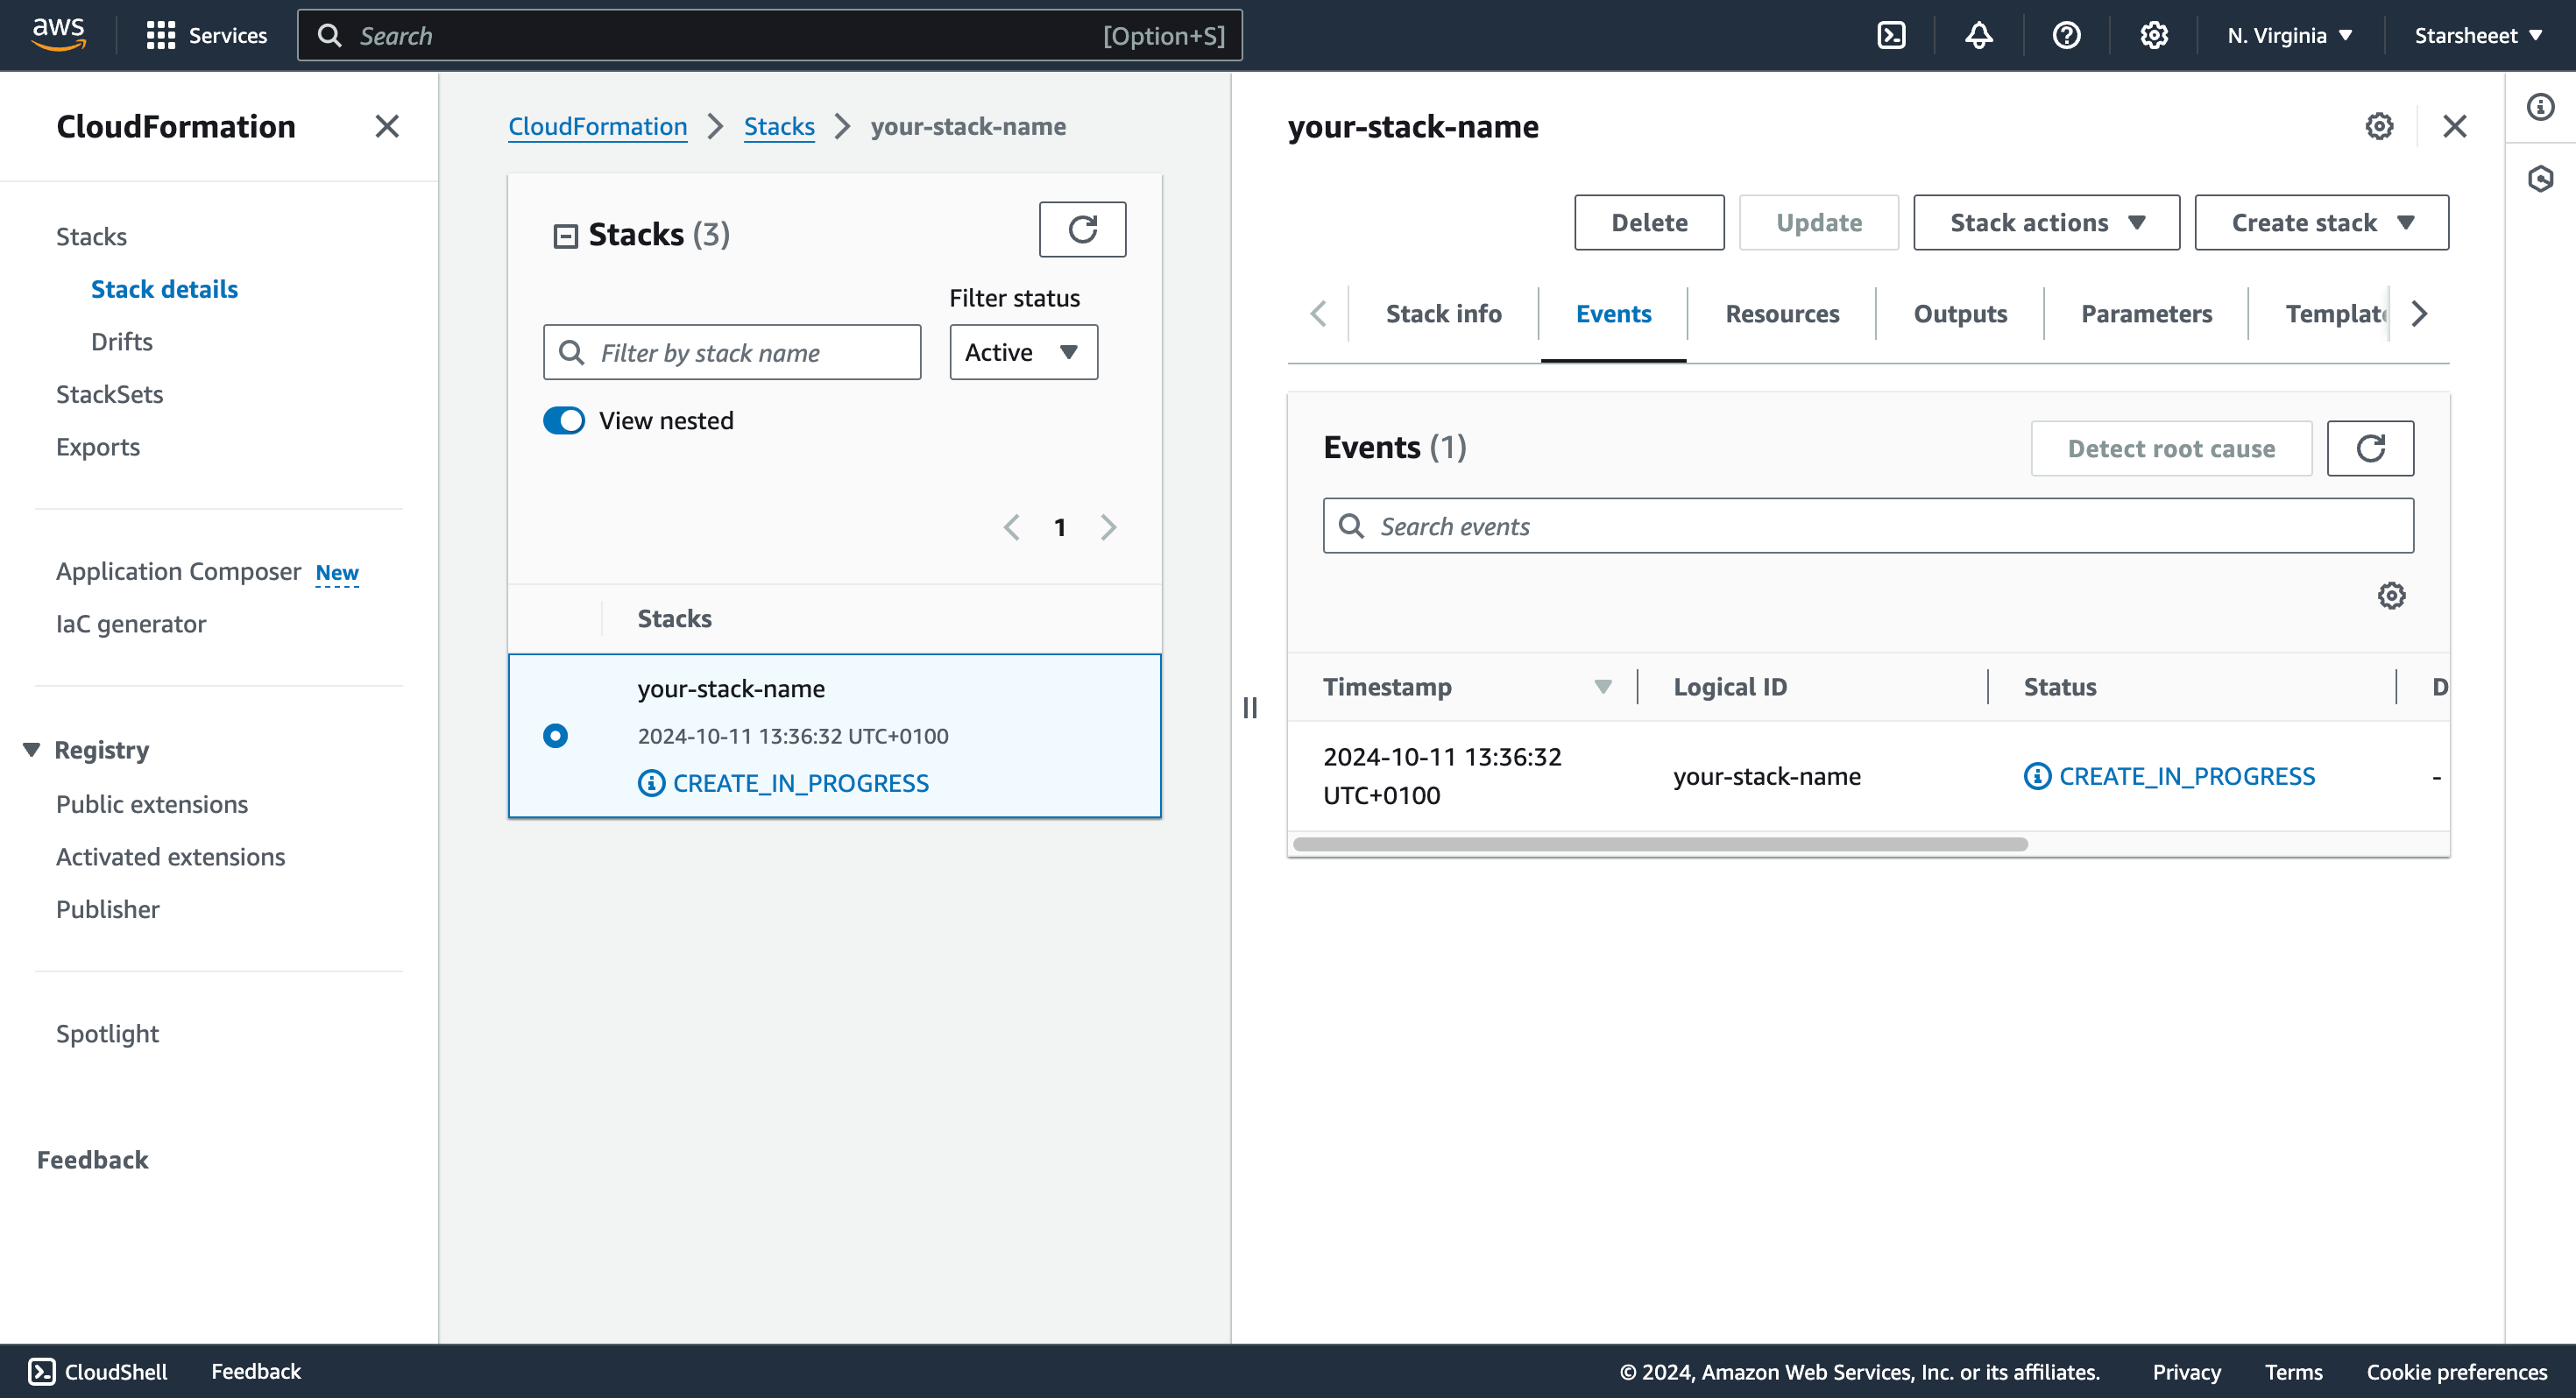 aws
Services
Search
[Option+S]
N. Virginia
Starsheeet
CloudFormation
Stacks
Stack details
Drifts
StackSets
Exports
Application Composer New
IaC generator
Registry
Public extensions
Activated extensions
Publisher
Spotlight
Feedback
CloudFormation
Stacks
your-stack-name
Stacks (3)
Filter status
Filter by stack name
Active
View nested
1
Stacks
your-stack-name
2024-10-11 13:36:32 UTC+0100
CREATE_IN_PROGRESS
your-stack-name
Delete
Update
Stack actions
Create stack
Stack info
Events
Resources
Outputs
Parameters
Template
Events (1)
Detect root cause
Search events
Timestamp
Logical ID
Status
D
2024-10-11 13:36:32
UTC+0100
your-stack-name
CREATE_IN_PROGRESS
-
CloudShell
Feedback
© 2024, Amazon Web Services, Inc. or its affiliates.
Privacy
Terms
Cookie preferences